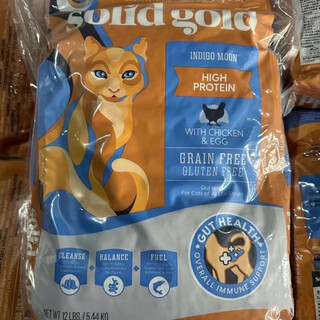 solid gold
INDIGO MOON
HIGH
PROTEIN
WITH CHICKEN
& EGG
GRAIN FREE
GLUTEN FREE
GUT HEALTH
OVERALL IMMUNE SUPPORT
CLEANSE
BALANCE
FUEL
NET WT 12 LBS / 5.44 KG